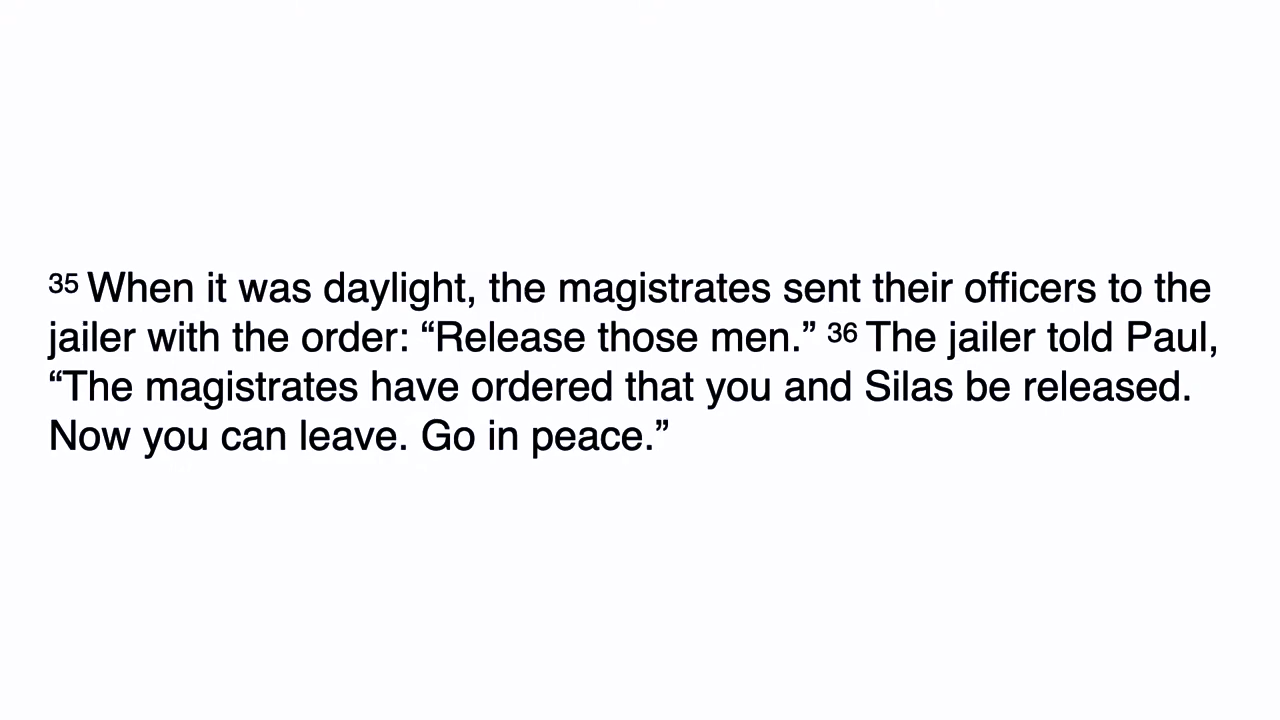 35 When it was daylight, the magistrates sent their officers to the
jailer with the order: “Release those men.” 36 The jailer told Paul,
“The magistrates have ordered that you and Silas be released.
Now you can leave. Go in peace.”